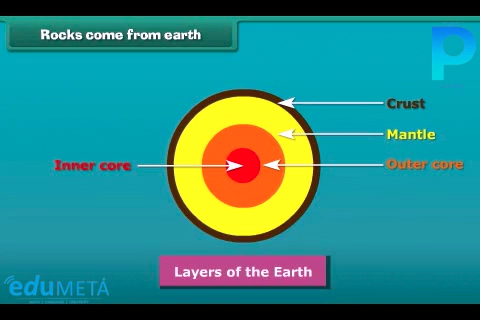 Rocks come from earth
P
Crust
Mantle
Inner core
Outer core
Layers of the Earth
eduMETA